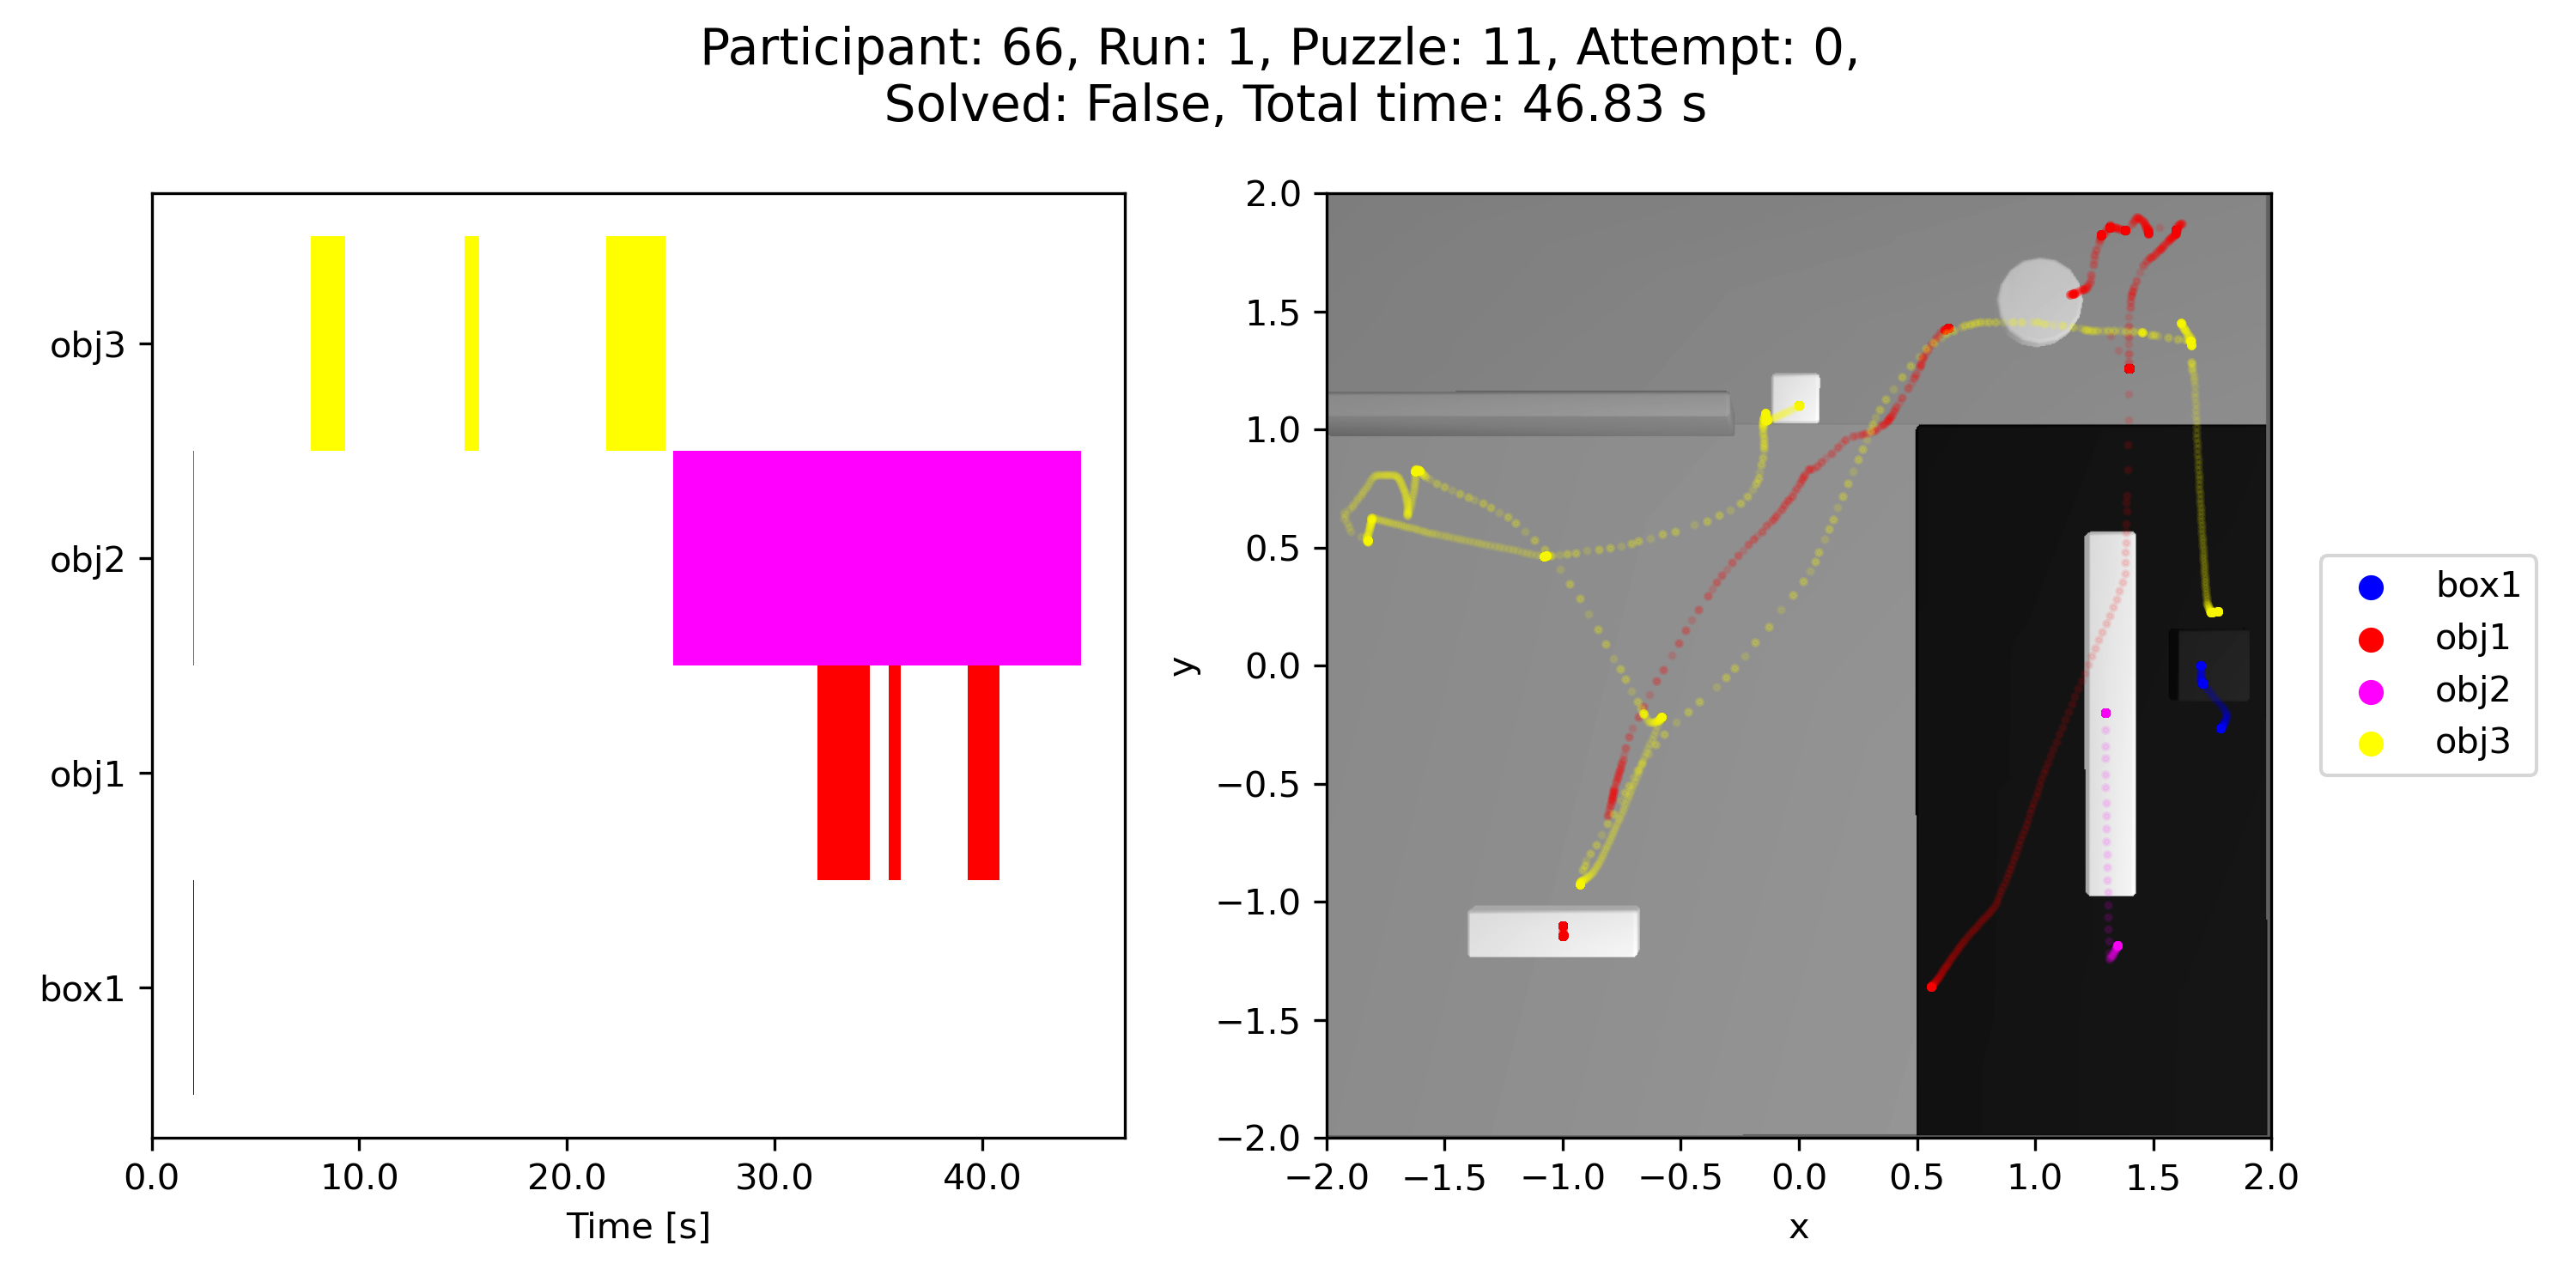 Participant: 66, Run: 1, Puzzle: 11, Attempt: 0,
Solved: False, Total time: 46.83 s
obj3
obj2
obj1
box1
0.0 10.0 20.0 30.0 40.0
Time [s]
2.0
1.5
1.0
0.5
0.0
−0.5
−1.0
−1.5
−2.0
y
−2.0 −1.5 −1.0 −0.5 0.0 0.5 1.0 1.5 2.0
x
box1
obj1
obj2
obj3